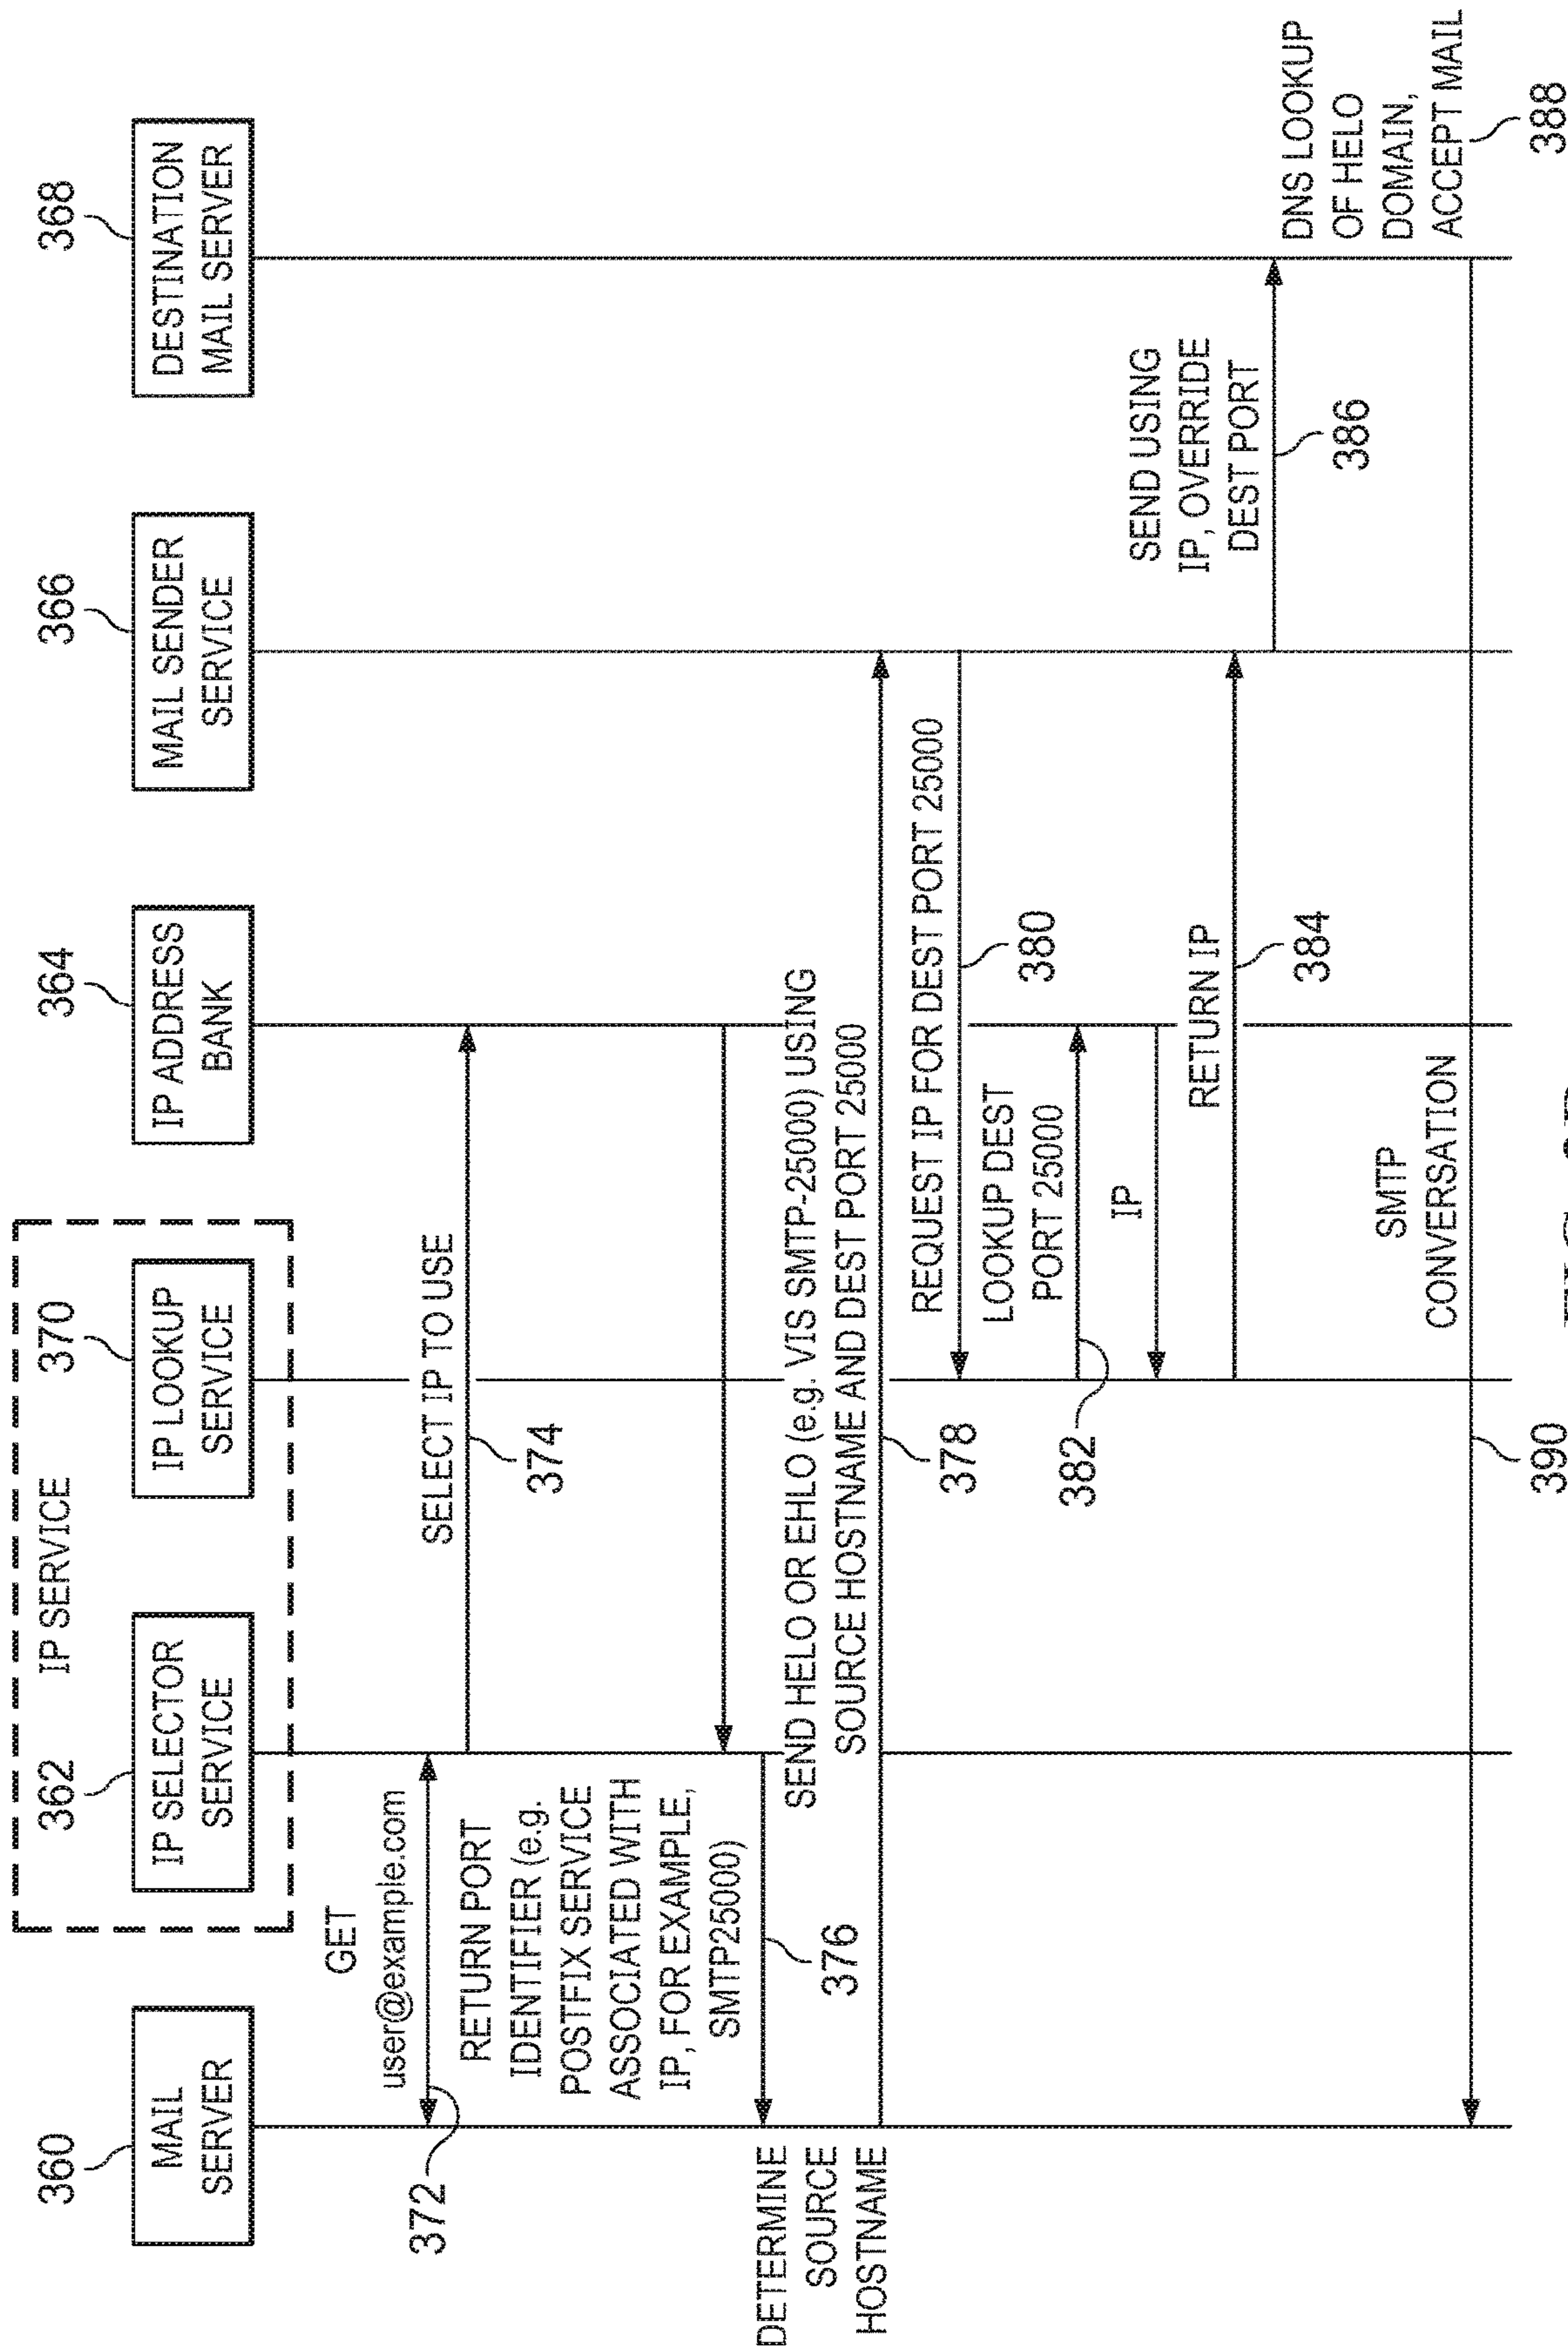 360
MAIL
SERVER
362
IP SERVICE
370
IP SELECTOR
SERVICE
IP LOOKUP
SERVICE
364
IP ADDRESS
BANK
366
MAIL SENDER
SERVICE
368
DESTINATION
MAIL SERVER
GET
user@example.com
372
SELECT IP TO USE
374
RETURN PORT
IDENTIFIER (e.g.
POSTFIX SERVICE
ASSOCIATED WITH
IP, FOR EXAMPLE,
SMTP25000)
376
DETERMINE
SOURCE
HOSTNAME
SEND HELO OR EHLO (e.g. VIS SMTP-25000) USING
SOURCE HOSTNAME AND DEST PORT 25000
378
REQUEST IP FOR DEST PORT 25000
380
LOOKUP DEST
PORT 25000
382
IP
RETURN IP
384
SEND USING
IP, OVERRIDE
DEST PORT
386
DNS LOOKUP
OF HELO
DOMAIN,
ACCEPT MAIL
388
SMTP
CONVERSATION
390